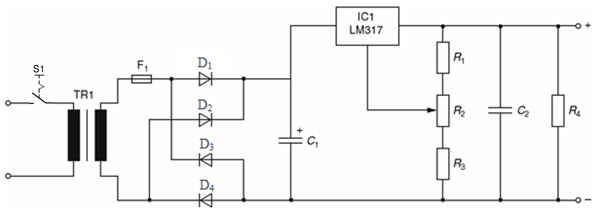 IC1
LM317
S1
TR1
F1
D1
D2
D3
D4
+
C1
R1
R2
R3
C2
R4
+
−